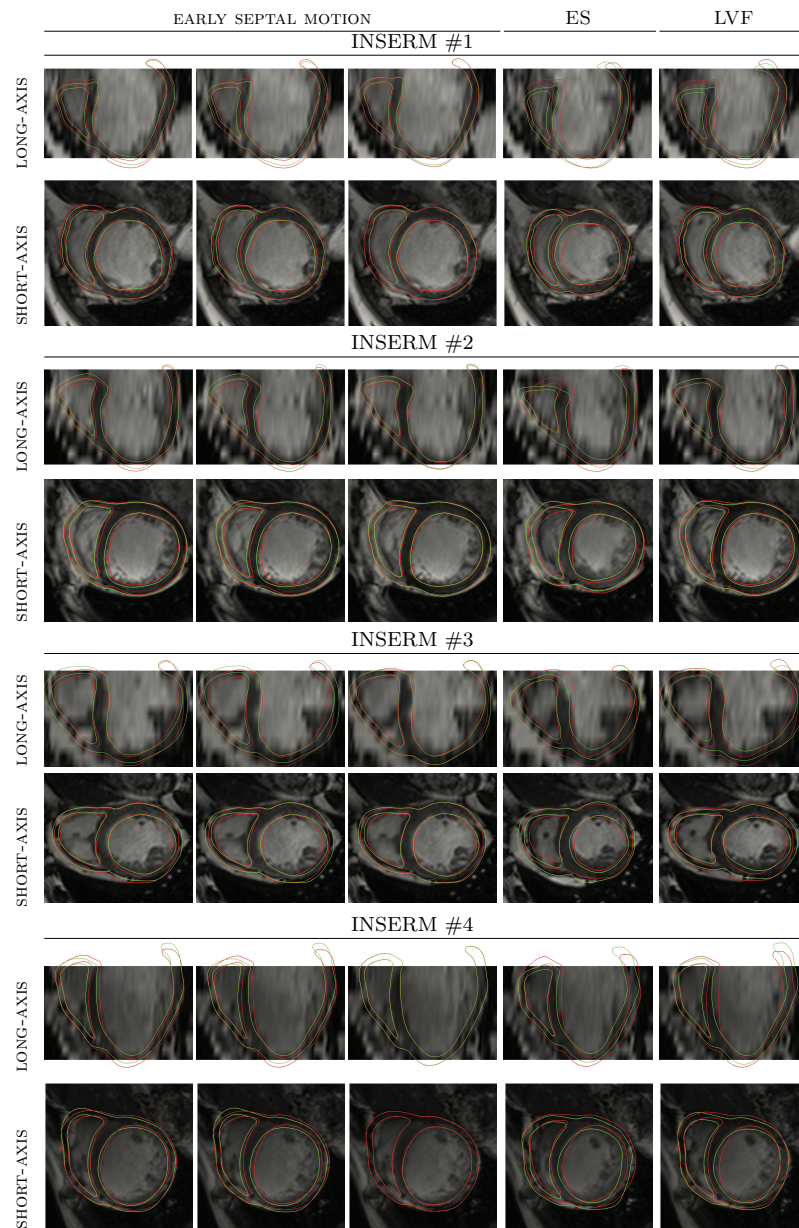 EARLY SEPTAL MOTION ES LVF
INSERM #1
LONG-AXIS
SHORT-AXIS
INSERM #2
LONG-AXIS
SHORT-AXIS
INSERM #3
LONG-AXIS
SHORT-AXIS
INSERM #4
LONG-AXIS
SHORT-AXIS